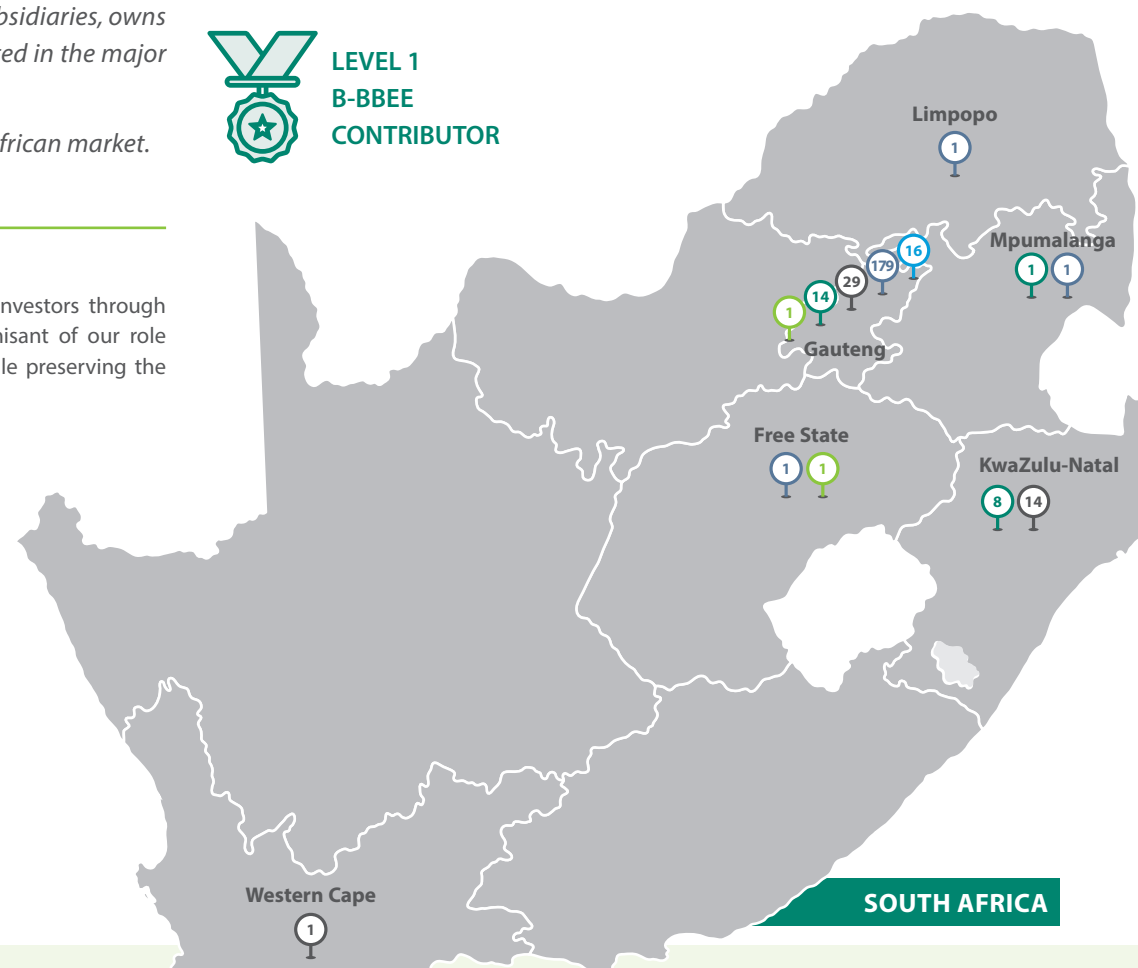 bsidiaries, owns
ed in the major
frican market.
nvestors through
nisant of our role
le preserving the
LEVEL 1
B-BBEE
CONTRIBUTOR
Limpopo
1
Mpumalanga
1 1
16
179
29
14
1
Gauteng
Free State
1 1
KwaZulu-Natal
8 14
Western Cape
1
SOUTH AFRICA